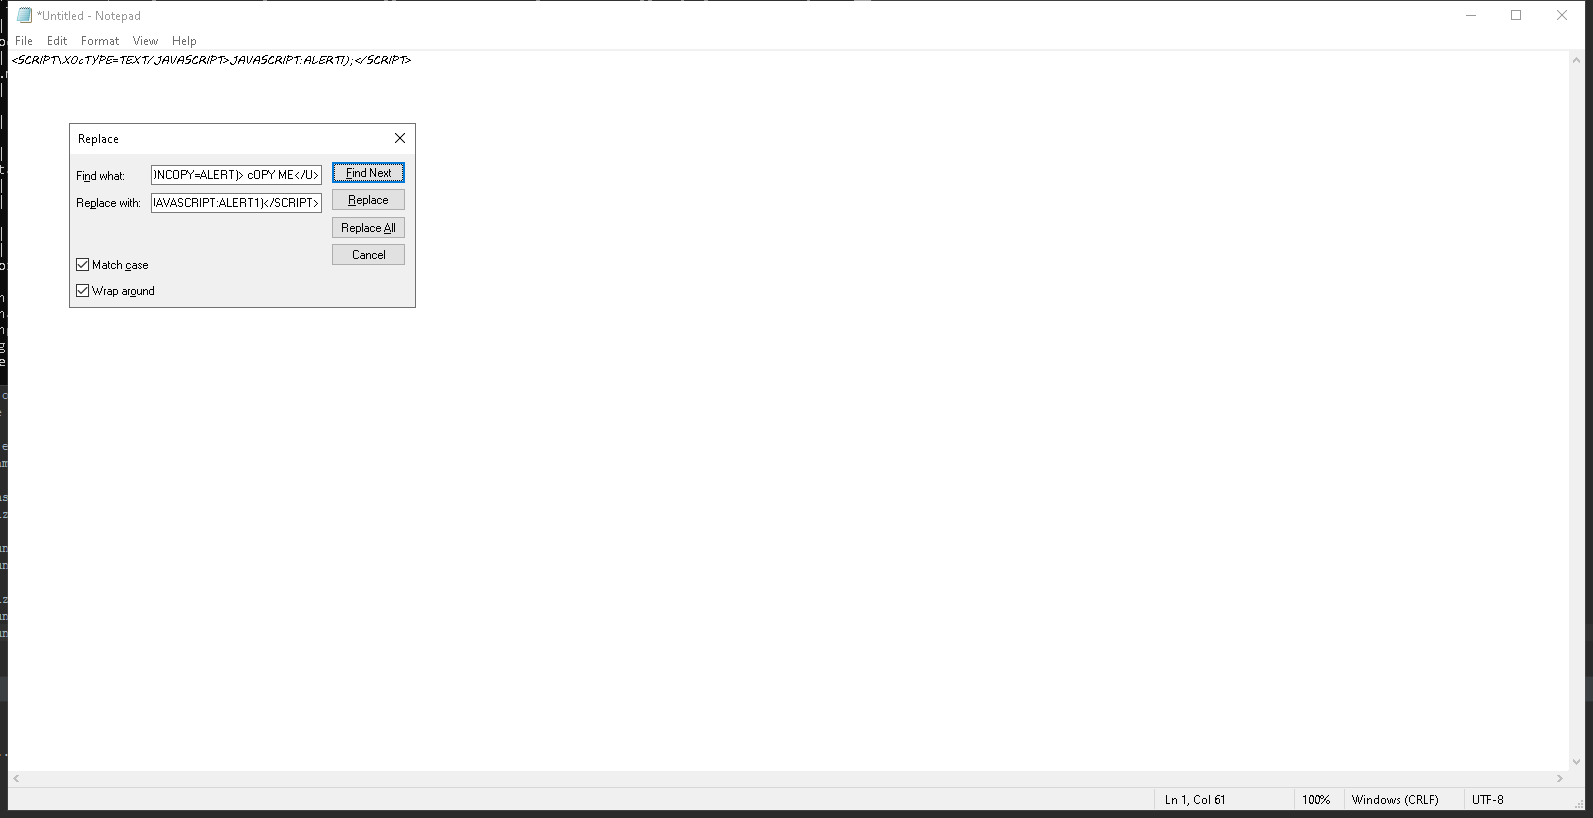 *Untitled - Notepad
File Edit Format View Help
<SCRIPT\X0cTYPE=TEXT/JAVASCRIPT>JAVASCRIPT:ALERT1);</SCRIPT>
Replace
Find what: )NCOPY=ALERT)> cOPY ME</U> Find Next
Replace with: AVASCRIPT:ALERT1)</SCRIPT> Replace
Replace All
Cancel
Match case
Wrap around
Ln 1, Col 61 100% Windows (CRLF) UTF-8